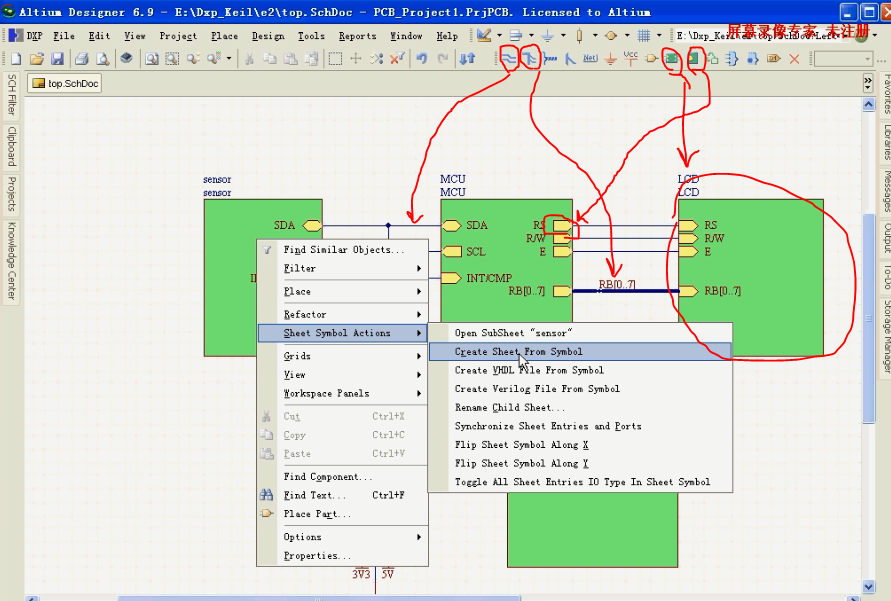 Altium Designer 6.9 - E:\Dxp_Keil\e2\top.SchDoc - PCB_Project1.PrjPCB. Licensed to Altium
DXP File Edit View Project Place Design Tools Reports Window Help
屏幕录像专家 未注册
Net
Vcc
top.SchDoc
SCH Filter
Clipboard
Projects
Knowledge Center
Favorites
Libraries
Messages
Output
To-Do
Storage Manager
sensor
sensor
SDA
MCU
MCU
SDA
SCL
INT/CMP
RS
R/W
E
RB[0..7]
RB[0..7]
LCD
LCD
RS
R/W
E
RB[0..7]
Find Similar Objects...
Filter
Place
Refactor
Sheet Symbol Actions
Grids
View
Workspace Panels
Cut Ctrl+X
Copy Ctrl+C
Paste Ctrl+V
Find Component...
Find Text... Ctrl+F
Place Part...
Options
Properties...
Open SubSheet "sensor"
Create Sheet From Symbol
Create VHDL File From Symbol
Create Verilog File From Symbol
Rename Child Sheet...
Synchronize Sheet Entries and Ports
Flip Sheet Symbol Along X
Flip Sheet Symbol Along Y
Toggle All Sheet Entries IO Type In Sheet Symbol
3V3 5V